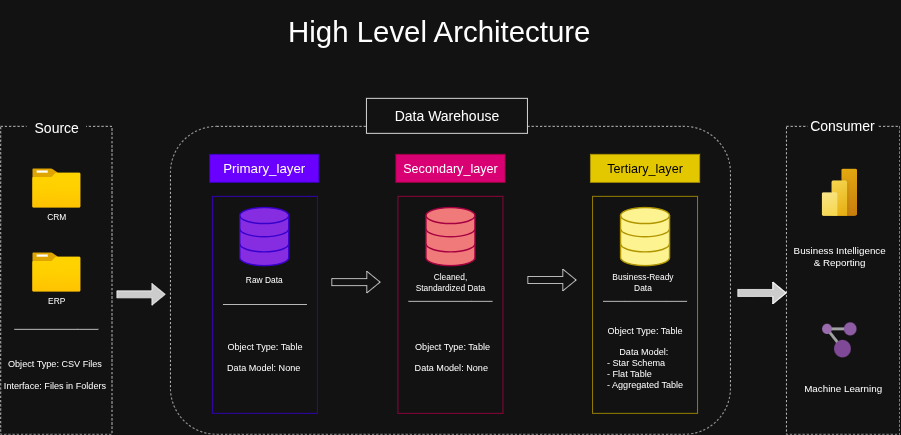 High Level Architecture
Source
CRM
ERP
Object Type: CSV Files
Interface: Files in Folders
Data Warehouse
Primary_layer
Raw Data
Object Type: Table
Data Model: None
Secondary_layer
Cleaned,
Standardized Data
Object Type: Table
Data Model: None
Tertiary_layer
Business-Ready
Data
Object Type: Table
Data Model:
- Star Schema
- Flat Table
- Aggregated Table
Consumer
Business Intelligence
& Reporting
Machine Learning